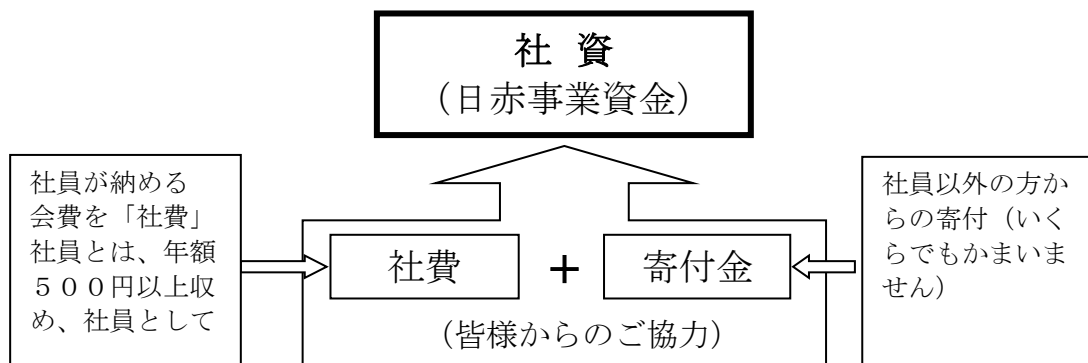 社 資
（日赤事業資金）
社員が納める
会費を「社費」
社員とは、年額
５００円以上収
め、社員として
社費
+
寄付金
（皆様からのご協力）
社員以外の方か
らの寄付（いく
らでもかまいま
せん）